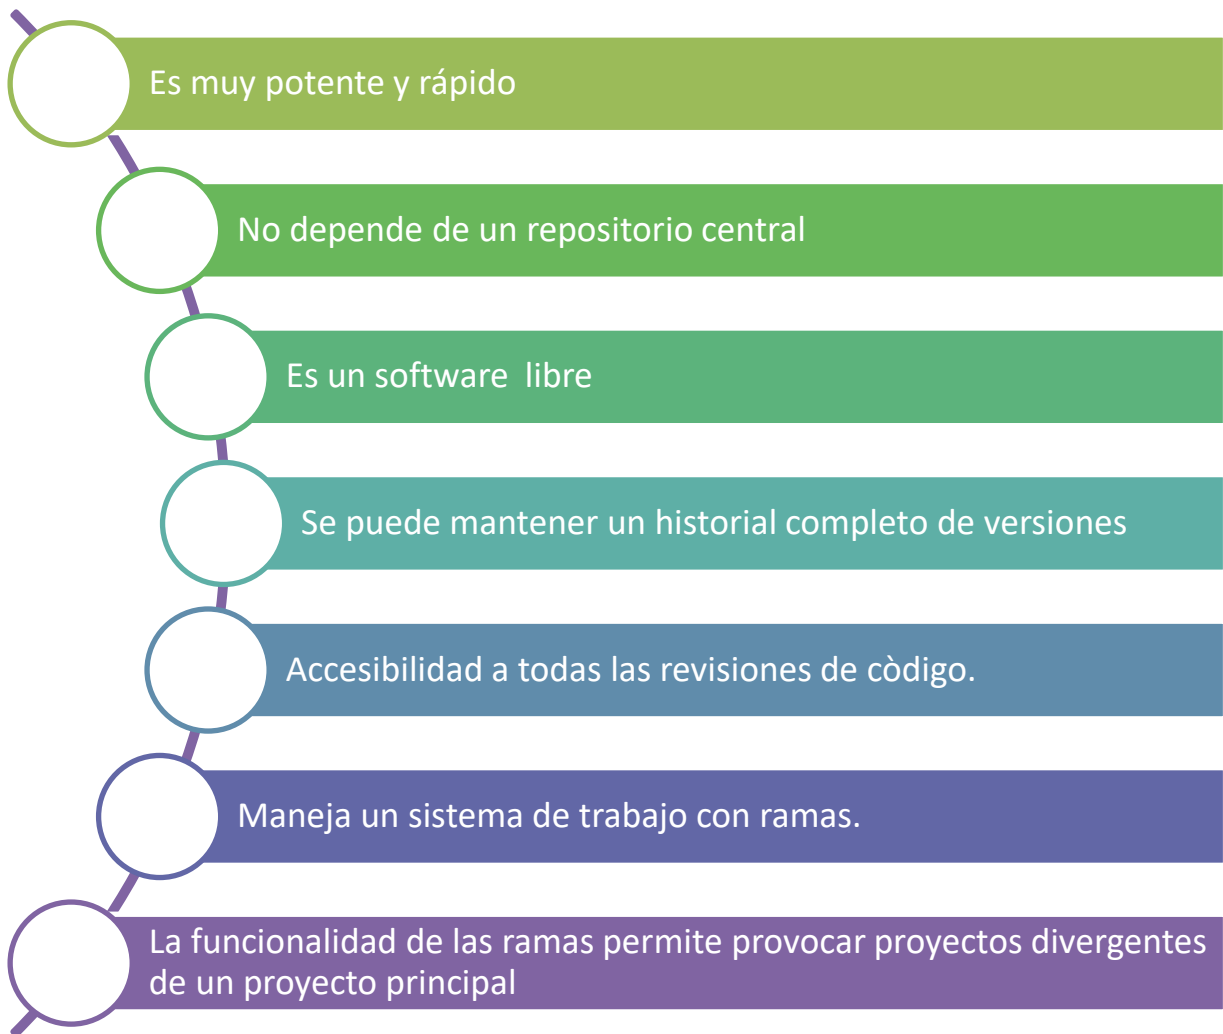 Es muy potente y rápido
No depende de un repositorio central
Es un software  libre
Se puede mantener un historial completo de versiones
Accesibilidad a todas las revisiones de còdigo.
Maneja un sistema de trabajo con ramas.
La funcionalidad de las ramas permite provocar proyectos divergentes
de un proyecto principal